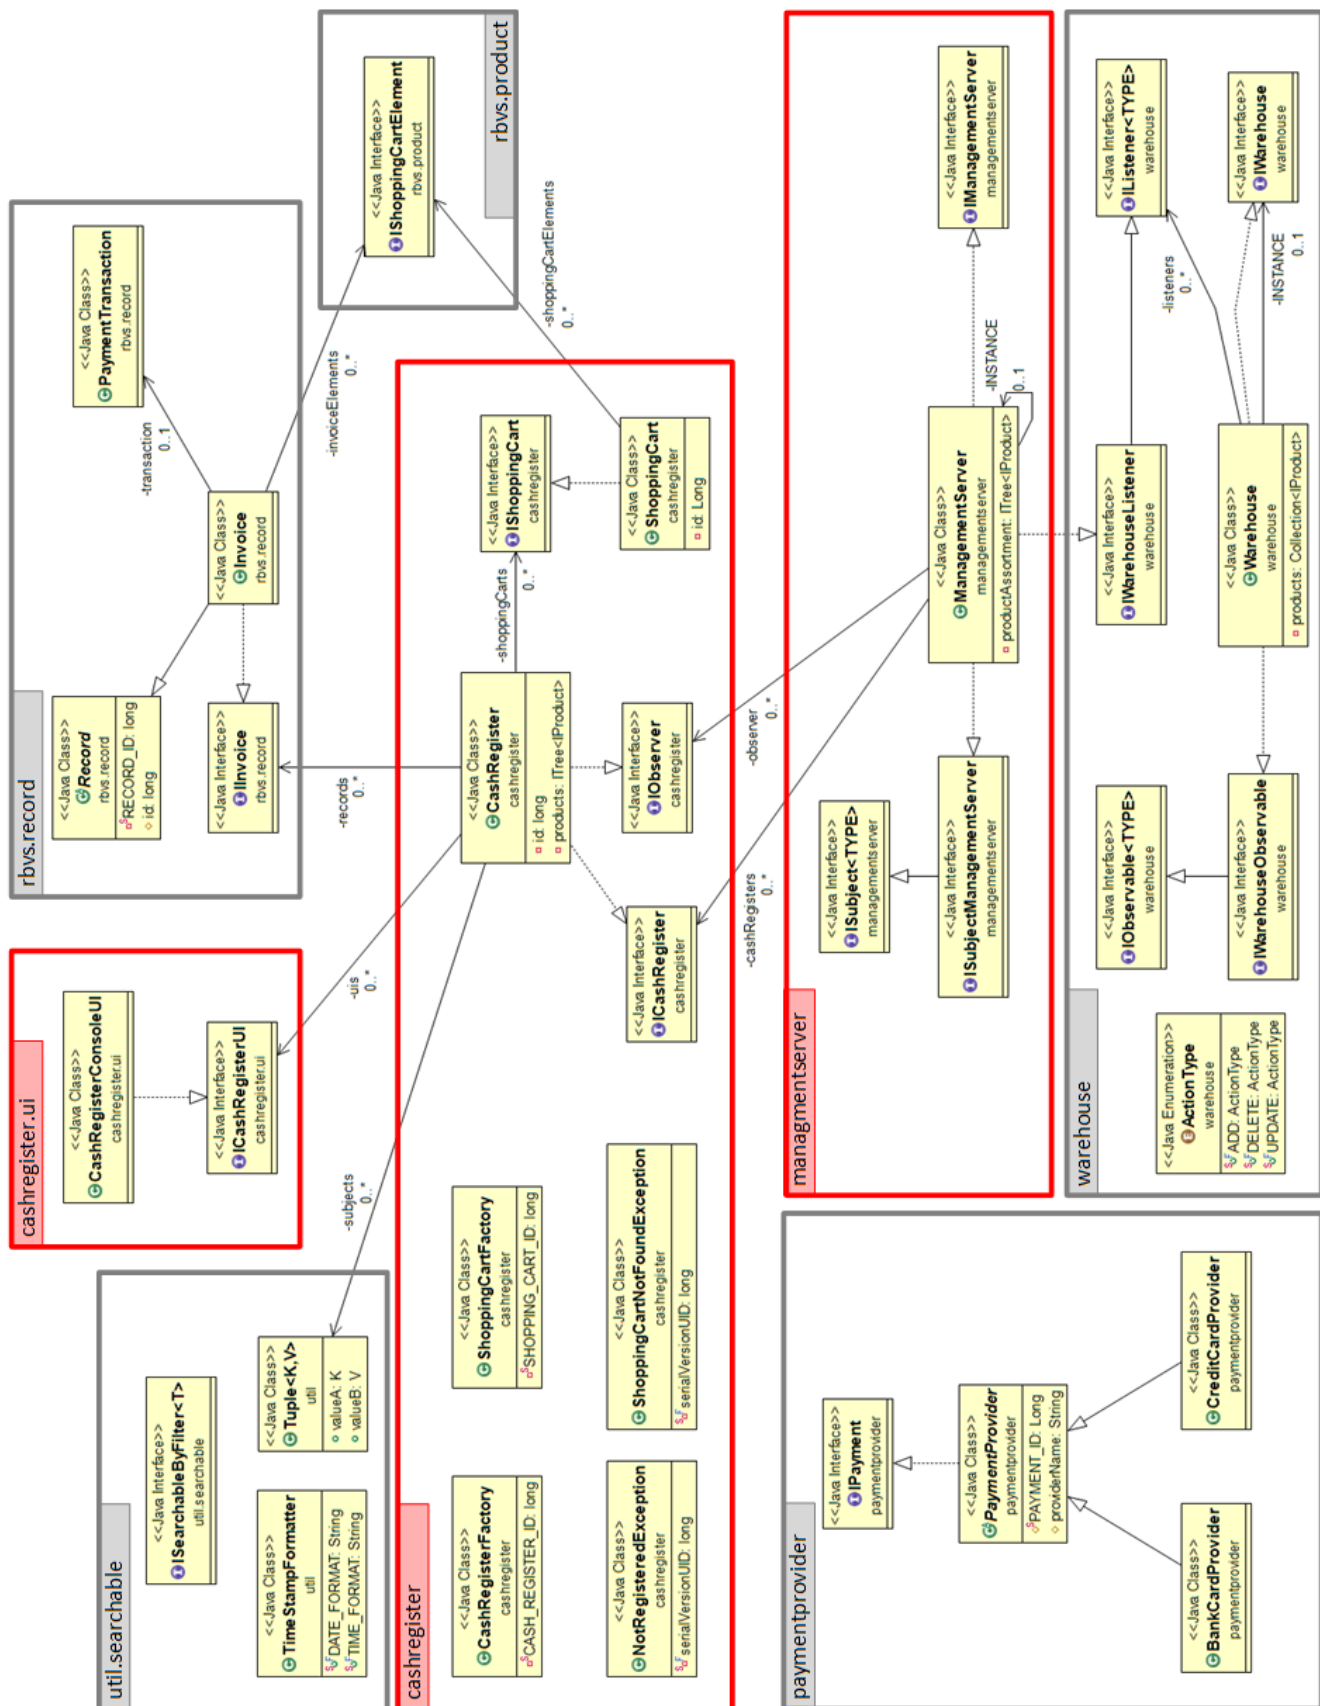 util.searchable
<<Java Interface>>
ISearchableByFilter<T>
util.searchable
<<Java Class>>
TimeStampFormatter
util
DATE_FORMAT: String
TIME_FORMAT: String
<<Java Class>>
Tuple<K,V>
util
valueA: K
valueB: V
cashregister.ui
<<Java Class>>
CashRegisterConsoleUI
cashregister.ui
<<Java Interface>>
ICashRegisterUI
cashregister.ui
rbvs.record
<<Java Class>>
Record
rbvs.record
RECORD_ID: long
id: long
<<Java Class>>
PaymentTransaction
rbvs.record
<<Java Interface>>
IInvoice
rbvs.record
<<Java Class>>
Invoice
rbvs.record
-transaction
0..1
-invoiceElements
0..*
<<Java Interface>>
IShoppingCartElement
rbvs.product
rbvs.product
-subjects
0..*
-uis
0..*
-records
0..*
-shoppingCartElements
0..*
cashregister
<<Java Class>>
CashRegisterFactory
cashregister
CASH_REGISTER_ID: long
<<Java Class>>
ShoppingCartFactory
cashregister
SHOPPING_CART_ID: long
<<Java Class>>
CashRegister
cashregister
id: long
products: ITree<IProduct>
-shoppingCarts
0..*
<<Java Interface>>
IShoppingCart
cashregister
<<Java Class>>
NotRegisteredException
cashregister
serialVersionUID: long
<<Java Class>>
ShoppingCartNotFoundException
cashregister
serialVersionUID: long
<<Java Interface>>
ICashRegister
cashregister
<<Java Interface>>
IObserver
cashregister
<<Java Class>>
ShoppingCart
cashregister
id: Long
-cashRegisters
0..*
-observer
0..*
managmentserver
<<Java Interface>>
ISubject<TYPE>
managementserver
<<Java Interface>>
ISubjectManagementServer
managementserver
<<Java Class>>
ManagementServer
managementserver
productAssortment: ITree<IProduct>
-INSTANCE
0..1
<<Java Interface>>
IManagementServer
managementserver
paymentprovider
<<Java Interface>>
IPayment
paymentprovider
<<Java Class>>
PaymentProvider
paymentprovider
PAYMENT_ID: Long
providerName: String
<<Java Class>>
BankCardProvider
paymentprovider
<<Java Class>>
CreditCardProvider
paymentprovider
warehouse
<<Java Enumeration>>
ActionType
warehouse
ADD: ActionType
DELETE: ActionType
UPDATE: ActionType
<<Java Interface>>
IObservable<TYPE>
warehouse
<<Java Interface>>
IWarehouseObservable
warehouse
<<Java Interface>>
IWarehouseListener
warehouse
<<Java Class>>
Warehouse
warehouse
products: Collection<IProduct>
-listeners
0..*
-INSTANCE
0..1
<<Java Interface>>
IListener<TYPE>
warehouse
<<Java Interface>>
IWarehouse
warehouse